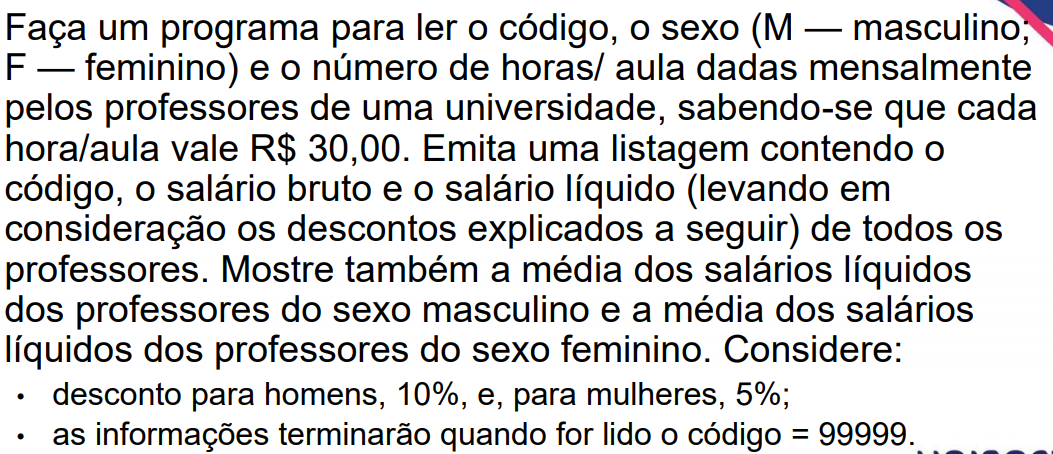 Faça um programa para ler o código, o sexo (M — masculino;
F — feminino) e o número de horas/ aula dadas mensalmente
pelos professores de uma universidade, sabendo-se que cada
hora/aula vale R$ 30,00. Emita uma listagem contendo o
código, o salário bruto e o salário líquido (levando em
consideração os descontos explicados a seguir) de todos os
professores. Mostre também a média dos salários líquidos
dos professores do sexo masculino e a média dos salários
líquidos dos professores do sexo feminino. Considere:
• desconto para homens, 10%, e, para mulheres, 5%;
• as informações terminarão quando for lido o código = 99999.